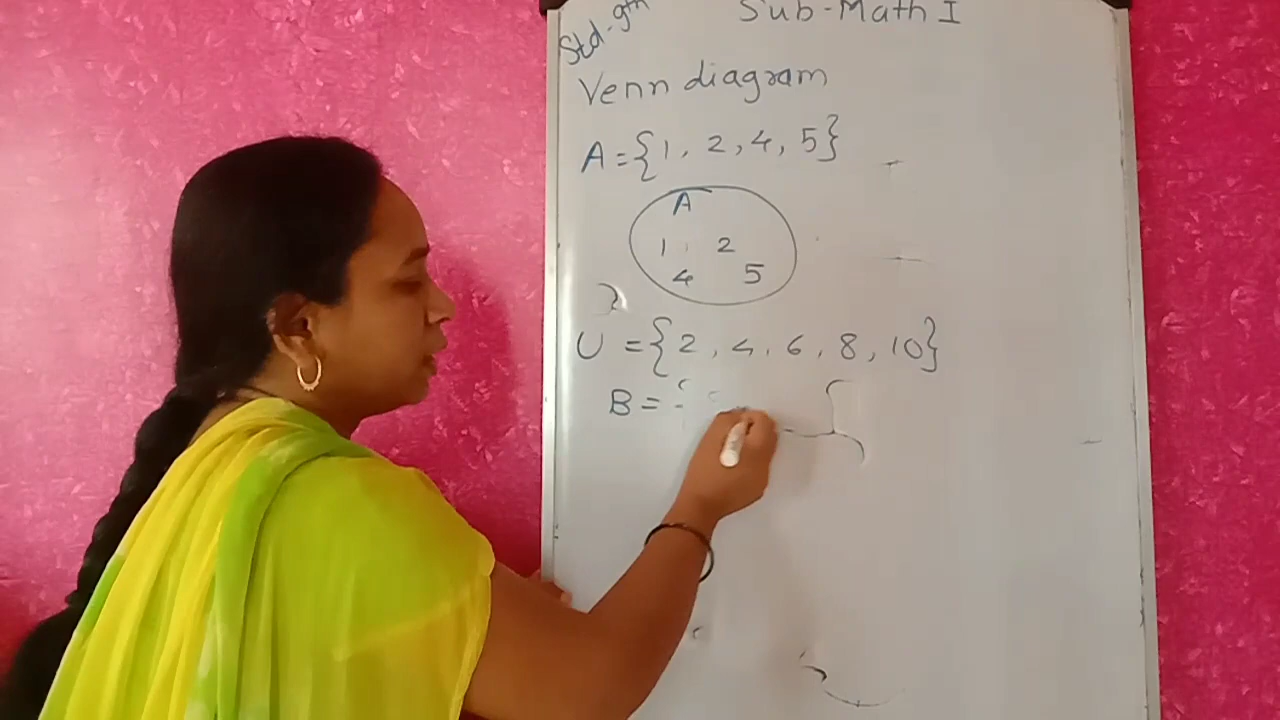 Std-9th Sub-Math I
Venn diagram
A={1, 2, 4, 5}
A
1, 2
4 5
U={2, 4, 6, 8, 10}
B=